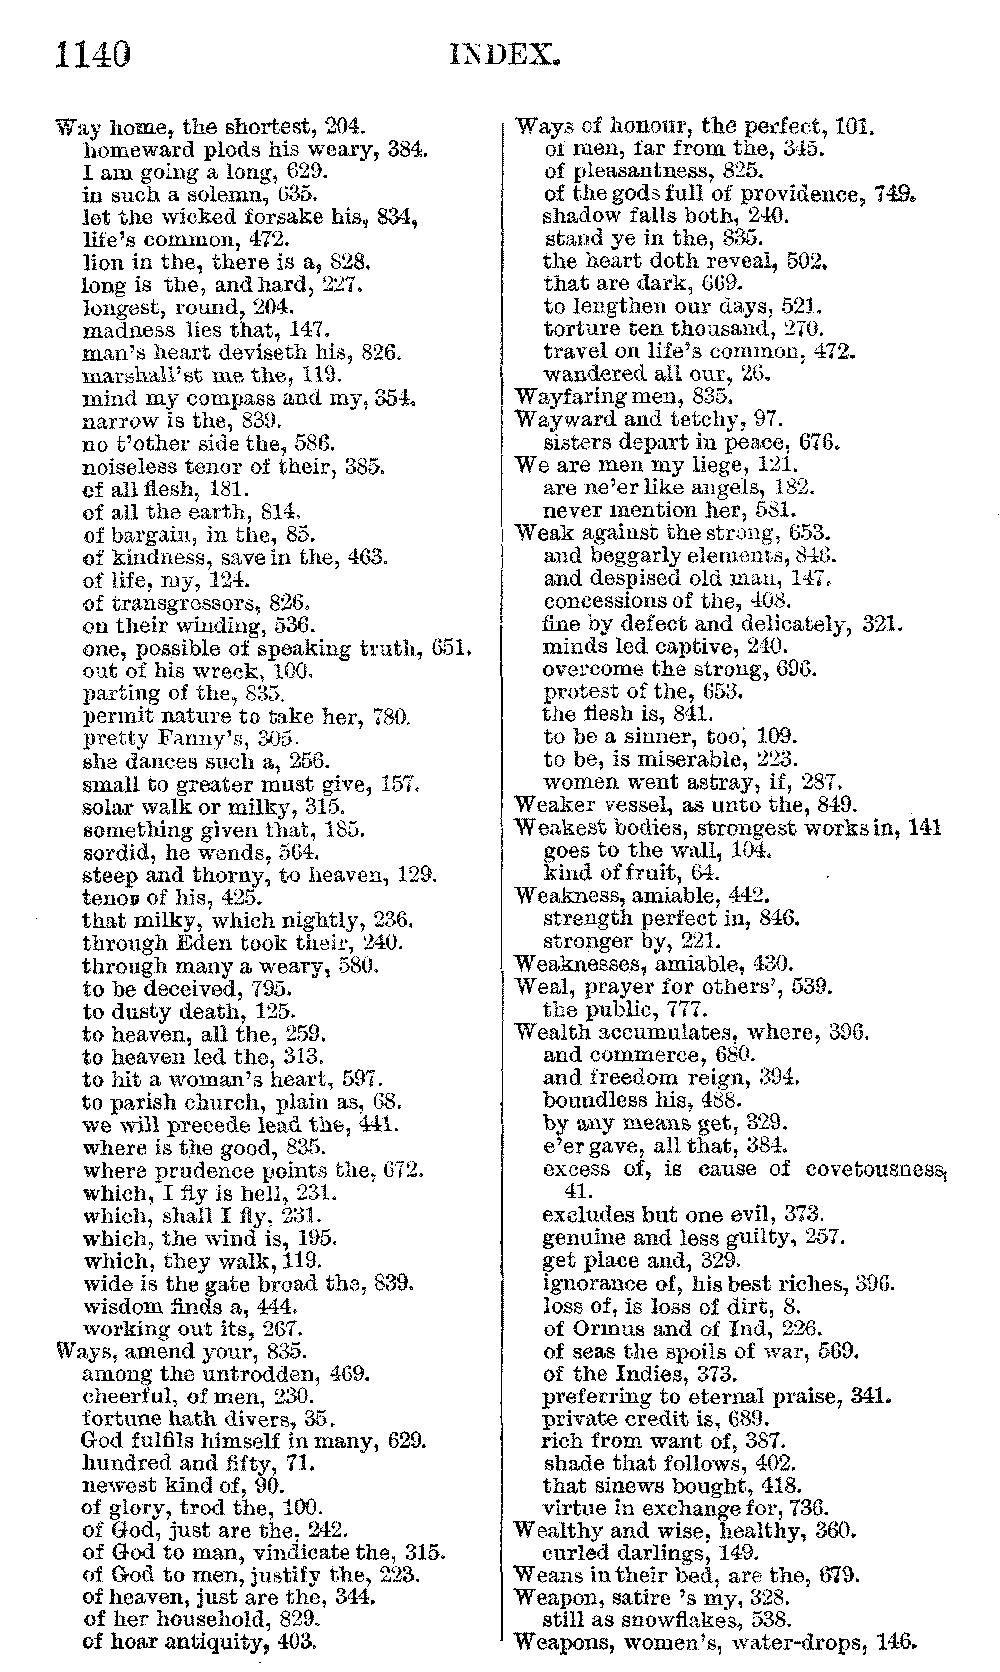 1140
INDEX.
Way home, the shortest, 204.
homeward plods his weary, 384.
I am going a long, 629.
in such a solemn, 635.
let the wicked forsake his, 834,
life's common, 472.
lion in the, there is a, 828.
long is the, and hard, 227.
longest, round, 204.
madness lies that, 147.
man's heart deviseth his, 826.
marshall'st me the, 119.
mind my compass and my, 354.
narrow is the, 839.
no t'other side the, 586.
noiseless tenor of their, 385.
of all flesh, 181.
of all the earth, 814.
of bargain, in the, 85.
of kindness, save in the, 463.
of life, my, 124.
of transgressors, 826.
on their winding, 536.
one, possible of speaking truth, 651.
out of his wreck, 100.
parting of the, 835.
permit nature to take her, 780.
pretty Fanny's, 305.
she dances such a, 256.
small to greater must give, 157.
solar walk or milky, 315.
something given that, 185.
sordid, he wends, 564.
steep and thorny, to heaven, 129.
tenor of his, 425.
that milky, which nightly, 236.
through Eden took their, 240.
through many a weary, 580.
to be deceived, 795.
to dusty death, 125.
to heaven, all the, 259.
to heaven led the, 313.
to hit a woman's heart, 597.
to parish church, plain as, 68.
we will precede lead the, 441.
where is the good, 835.
where prudence points the, 672.
which, I fly is hell, 231.
which, shall I fly, 231.
which, the wind is, 195.
which, they walk, 119.
wide is the gate broad the, 839.
wisdom finds a, 444.
working out its, 267.
Ways, amend your, 835.
among the untrodden, 469.
cheerful, of men, 230.
fortune hath divers, 35.
God fulfils himself in many, 629.
hundred and fifty, 71.
newest kind of, 90.
of glory, trod the, 100.
of God, just are the, 242.
of God to man, vindicate the, 315.
of God to men, justify the, 223.
of heaven, just are the, 344.
of her household, 829.
of hoar antiquity, 403.
Ways of honour, the perfect, 101.
of men, far from the, 345.
of pleasantness, 825.
of the gods full of providence, 749.
shadow falls both, 240.
stand ye in the, 835.
the heart doth reveal, 502.
that are dark, 669.
to lengthen our days, 521.
torture ten thousand, 270.
travel on life's common, 472.
wandered all our, 26.
Wayfaring men, 835.
Wayward and tetchy, 97.
sisters depart in peace, 676.
We are men my liege, 121.
are ne'er like angels, 182.
never mention her, 581.
Weak against the strong, 653.
and beggarly elements, 846.
and despised old man, 147.
concessions of the, 408.
fine by defect and delicately, 321.
minds led captive, 240.
overcome the strong, 696.
protest of the, 653.
the flesh is, 841.
to be a sinner, too, 109.
to be, is miserable, 223.
women went astray, if, 287.
Weaker vessel, as unto the, 849.
Weakest bodies, strongest works in, 141
goes to the wall, 104.
kind of fruit, 64.
Weakness, amiable, 442.
strength perfect in, 846.
stronger by, 221.
Weaknesses, amiable, 430.
Weal, prayer for others', 539.
the public, 777.
Wealth accumulates, where, 396.
and commerce, 680.
and freedom reign, 394.
boundless his, 488.
by any means get, 329.
e'er gave, all that, 384.
excess of, is cause of covetousness,
41.
excludes but one evil, 373.
genuine and less guilty, 257.
get place and, 329.
ignorance of, his best riches, 396.
loss of, is loss of dirt, 8.
of Ormus and of Ind, 226.
of seas the spoils of war, 569.
of the Indies, 373.
preferring to eternal praise, 341.
private credit is, 689.
rich from want of, 387.
shade that follows, 402.
that sinews bought, 418.
virtue in exchange for, 736.
Wealthy and wise, healthy, 360.
curled darlings, 149.
Weans in their bed, are the, 679.
Weapon, satire 's my, 328.
still as snowflakes, 538.
Weapons, women's, water-drops, 146.